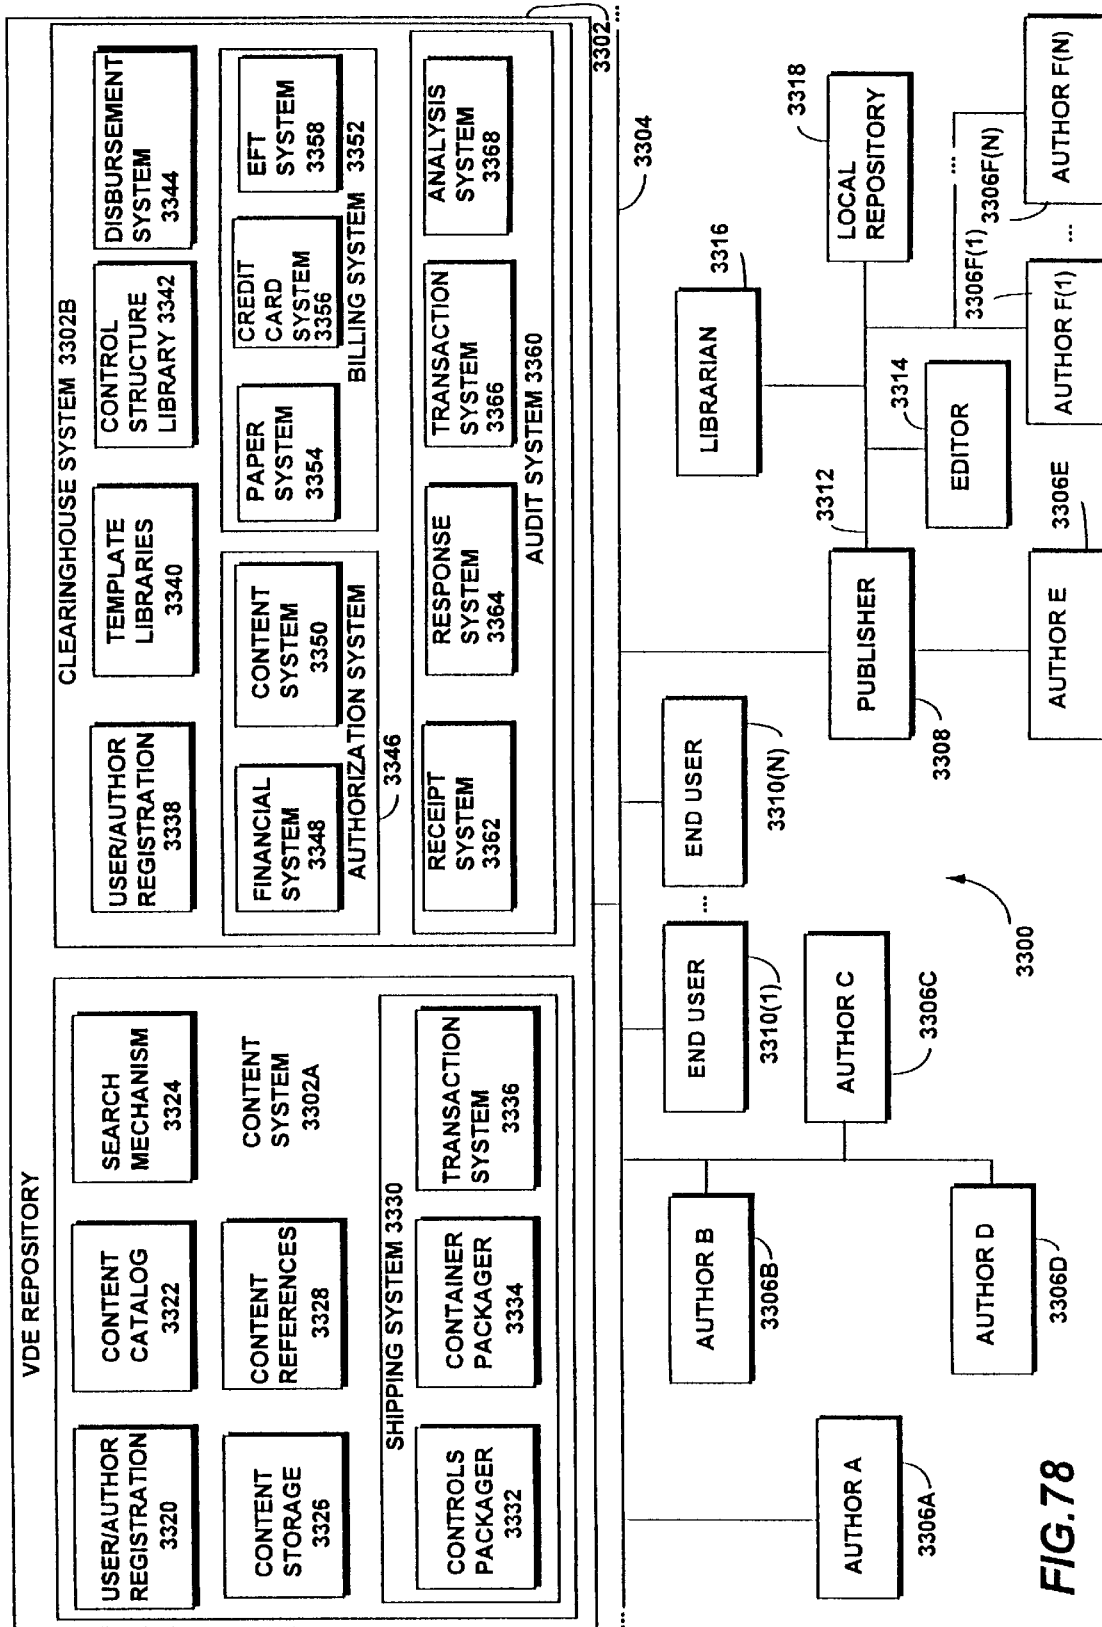 VDE REPOSITORY
USER/AUTHOR
REGISTRATION
3320
CONTENT
CATALOG
3322
SEARCH
MECHANISM
3324
CONTENT
STORAGE
3326
CONTENT
REFERENCES
3328
CONTENT
SYSTEM
3302A
SHIPPING SYSTEM 3330
CONTROLS
PACKAGER
3332
CONTAINER
PACKAGER
3334
TRANSACTION
SYSTEM
3336
CLEARINGHOUSE SYSTEM 3302B
USER/AUTHOR
REGISTRATION
3338
TEMPLATE
LIBRARIES
3340
CONTROL
STRUCTURE
LIBRARY 3342
DISBURSEMENT
SYSTEM
3344
FINANCIAL
SYSTEM
3348
CONTENT
SYSTEM
3350
AUTHORIZATION SYSTEM
3346
PAPER
SYSTEM
3354
CREDIT
CARD
SYSTEM
3356
EFT
SYSTEM
3358
BILLING SYSTEM 3352
RECEIPT
SYSTEM
3362
RESPONSE
SYSTEM
3364
TRANSACTION
SYSTEM
3366
ANALYSIS
SYSTEM
3368
AUDIT SYSTEM 3360
3302
...
...
3304
AUTHOR A
3306A
AUTHOR B
3306B
AUTHOR C
3306C
AUTHOR D
3306D
END USER
3310(1)
...
END USER
3310(N)
3300
PUBLISHER
3308
3312
AUTHOR E
3306E
EDITOR
3314
LIBRARIAN
3316
LOCAL
REPOSITORY
3318
AUTHOR F(1)
3306F(1)
...
...
AUTHOR F(N)
3306F(N)
FIG.78